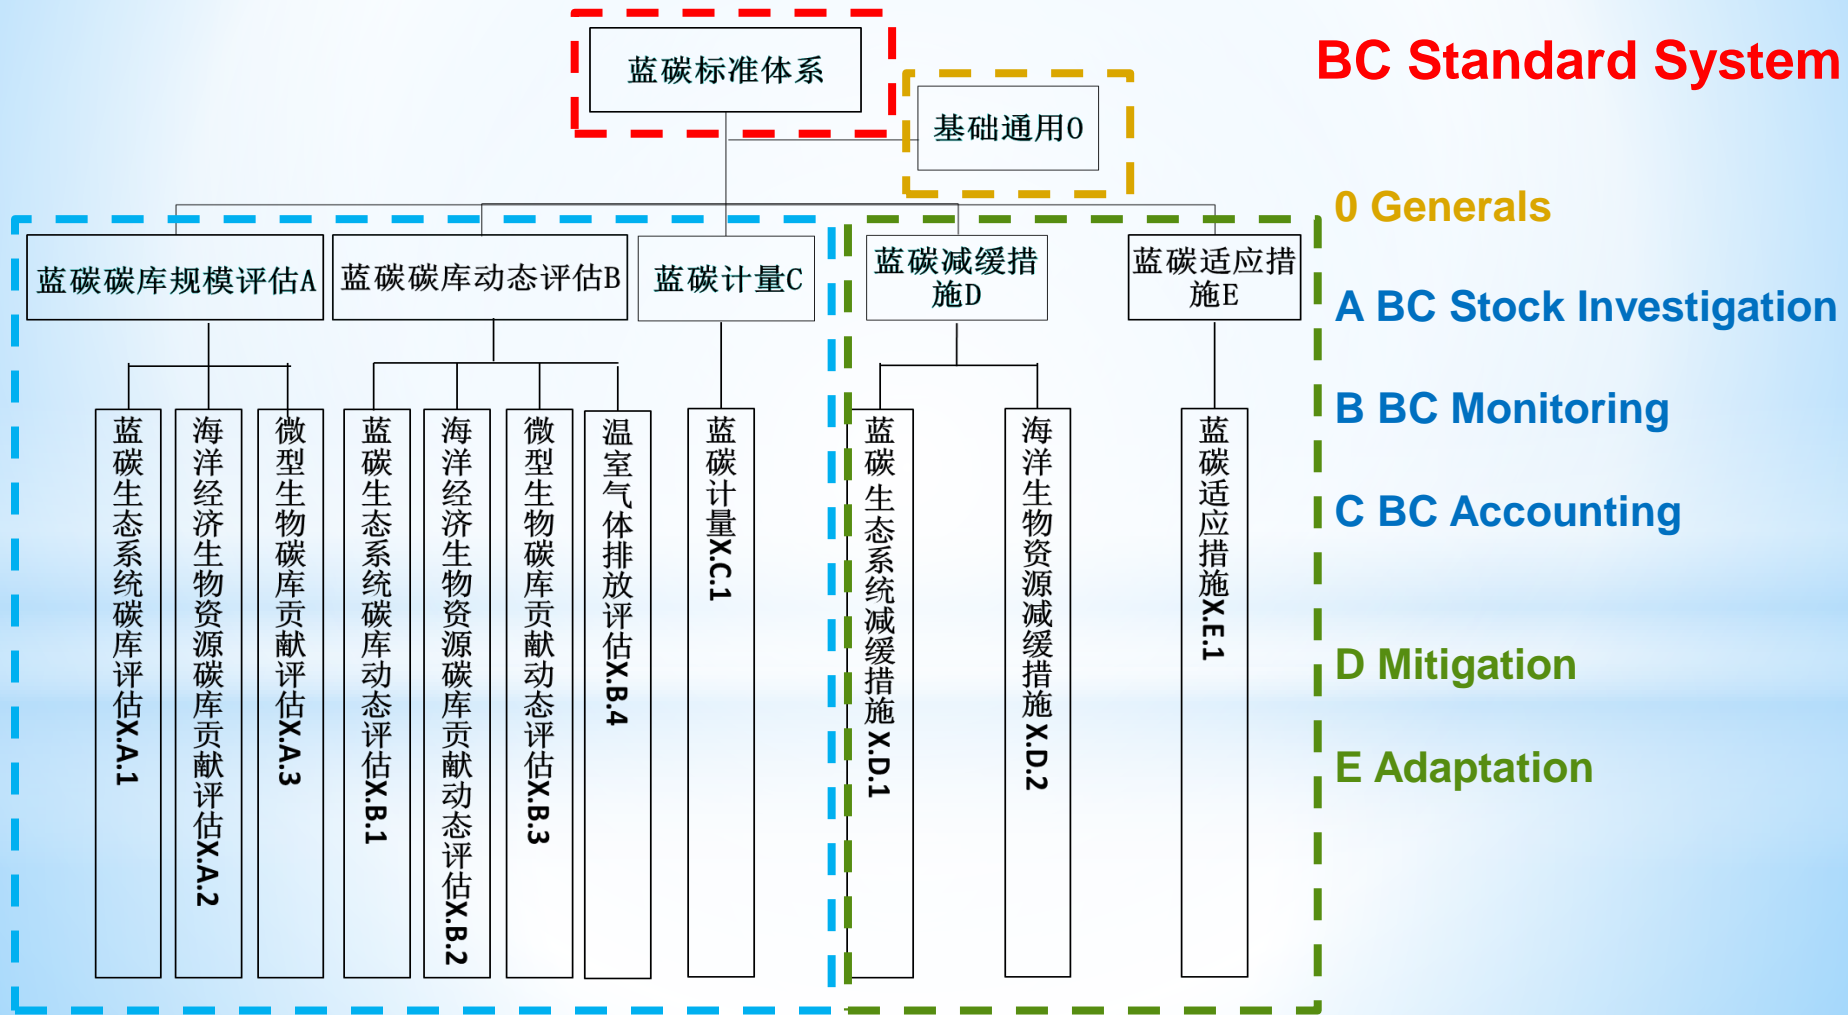 蓝碳标准体系
BC Standard System
基础通用0
0 Generals
蓝碳碳库规模评估A
蓝碳碳库动态评估B
蓝碳计量C
蓝碳减缓措
施D
蓝碳适应措
施E
A BC Stock Investigation
B BC Monitoring
C BC Accounting
D Mitigation
E Adaptation
蓝碳生态系统碳库评估X.A.1
海洋经济生物资源碳库贡献评估X.A.2
微型生物碳库贡献评估X.A.3
蓝碳生态系统碳库动态评估X.B.1
海洋经济生物资源碳库贡献动态评估X.B.2
微型生物碳库贡献动态评估X.B.3
温室气体排放评估X.B.4
蓝碳计量X.C.1
蓝碳 生态系统减缓措施 X.D.1
海洋生物资源减缓措施 X.D.2
蓝碳适应措施X.E.1